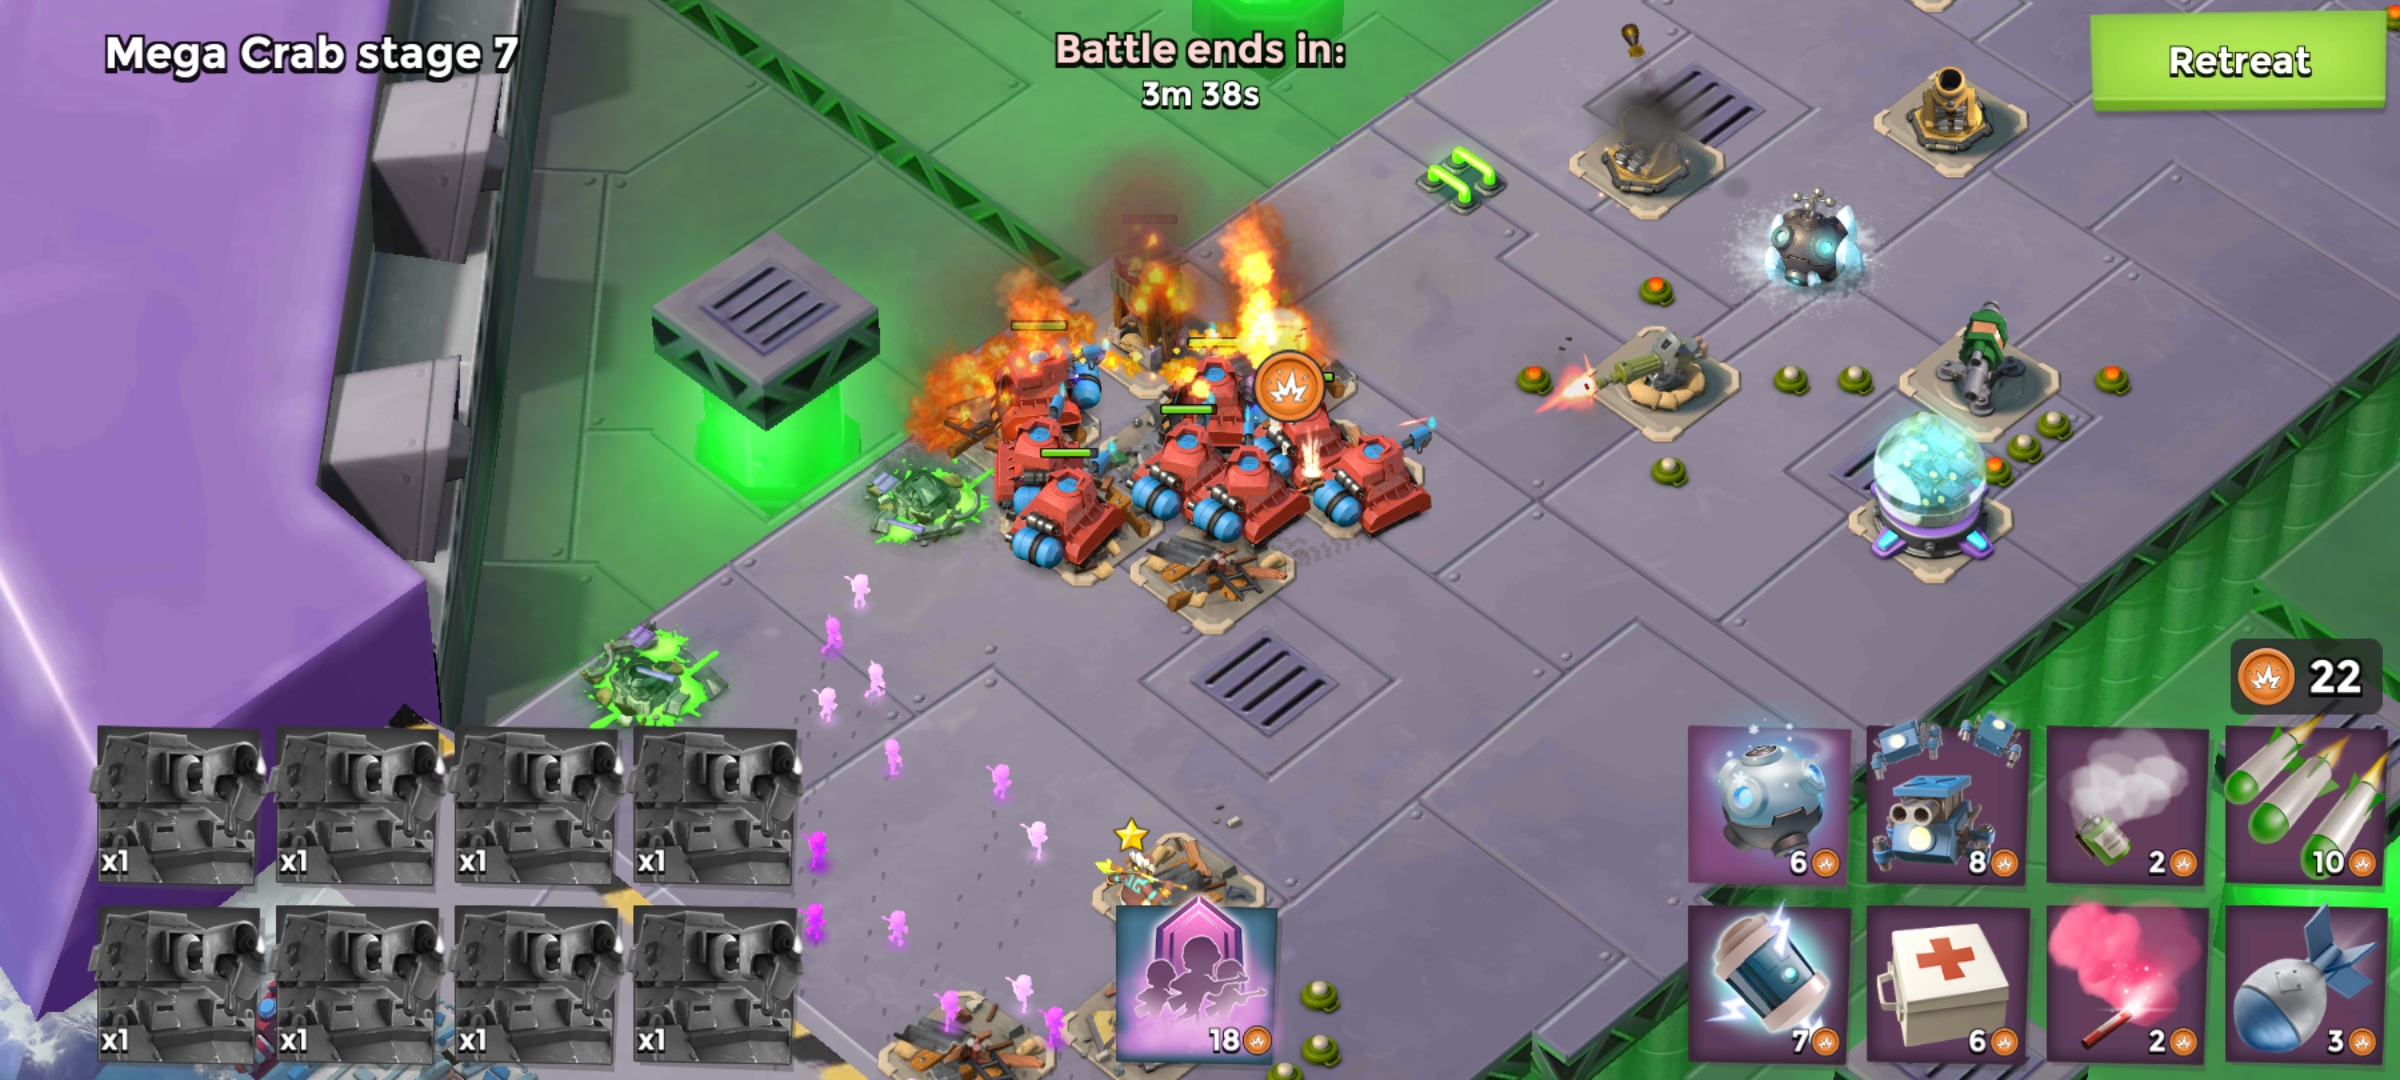 Mega Crab stage 7
Battle ends in:
3m 38s
Retreat
22
x1 x1 x1 x1
6 8 2 10
x1 x1 x1 x1
18
7 6 2 3